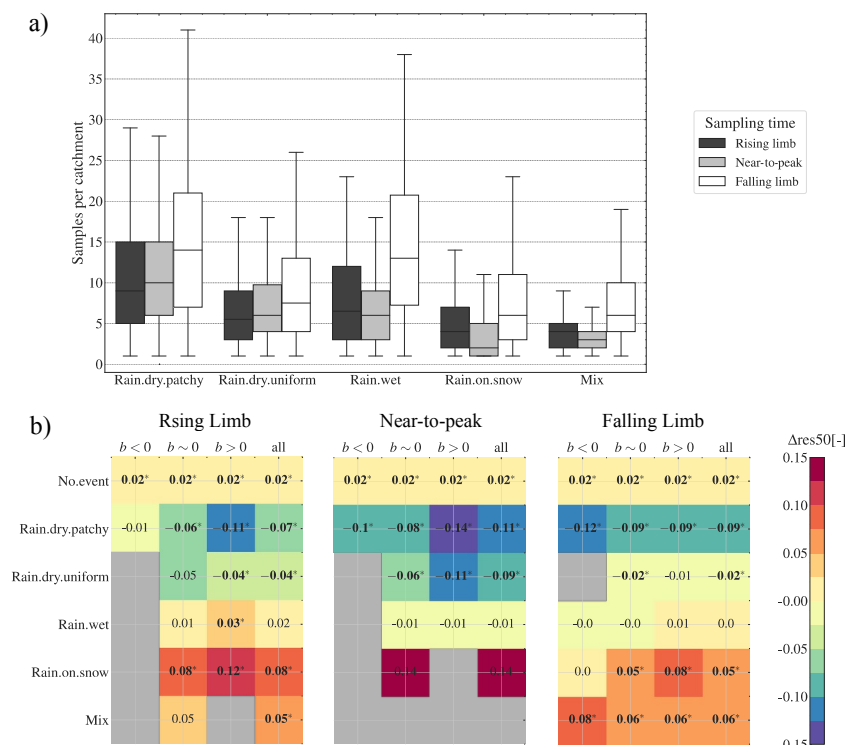 a)
40
35
30
25
20
15
10
5
0
Samples per catchment
Rain.dry.patchy Rain.dry.uniform Rain.wet Rain.on.snow Mix
Sampling time
Rising limb
Near-to-peak
Falling limb
b)
Rsing Limb Near-to-peak Falling Limb
b < 0 b ~ 0 b > 0 all b < 0 b ~ 0 b > 0 all b < 0 b ~ 0 b > 0 all
No.event 0.02* 0.02* 0.02* 0.02* 0.02* 0.02* 0.02* 0.02* 0.02* 0.02* 0.02* 0.02*
Rain.dry.patchy -0.01 -0.06* -0.11* -0.07* -0.1* -0.08* -0.14* -0.11* -0.12* -0.09* -0.09* -0.09*
Rain.dry.uniform -0.05 -0.04* -0.04* -0.06* -0.11* -0.09* -0.02* -0.01 -0.02*
Rain.wet 0.01 0.03* 0.02 -0.01 -0.01 -0.01 -0.0 -0.0 0.01 0.0
Rain.on.snow 0.08* 0.12* 0.08* 0.14 0.14 0.0 0.05* 0.08* 0.05*
Mix 0.05 0.05* 0.08* 0.06* 0.06* 0.06*
Δres50[-]
0.15
0.10
0.05
-0.00
-0.05
-0.10
0.15